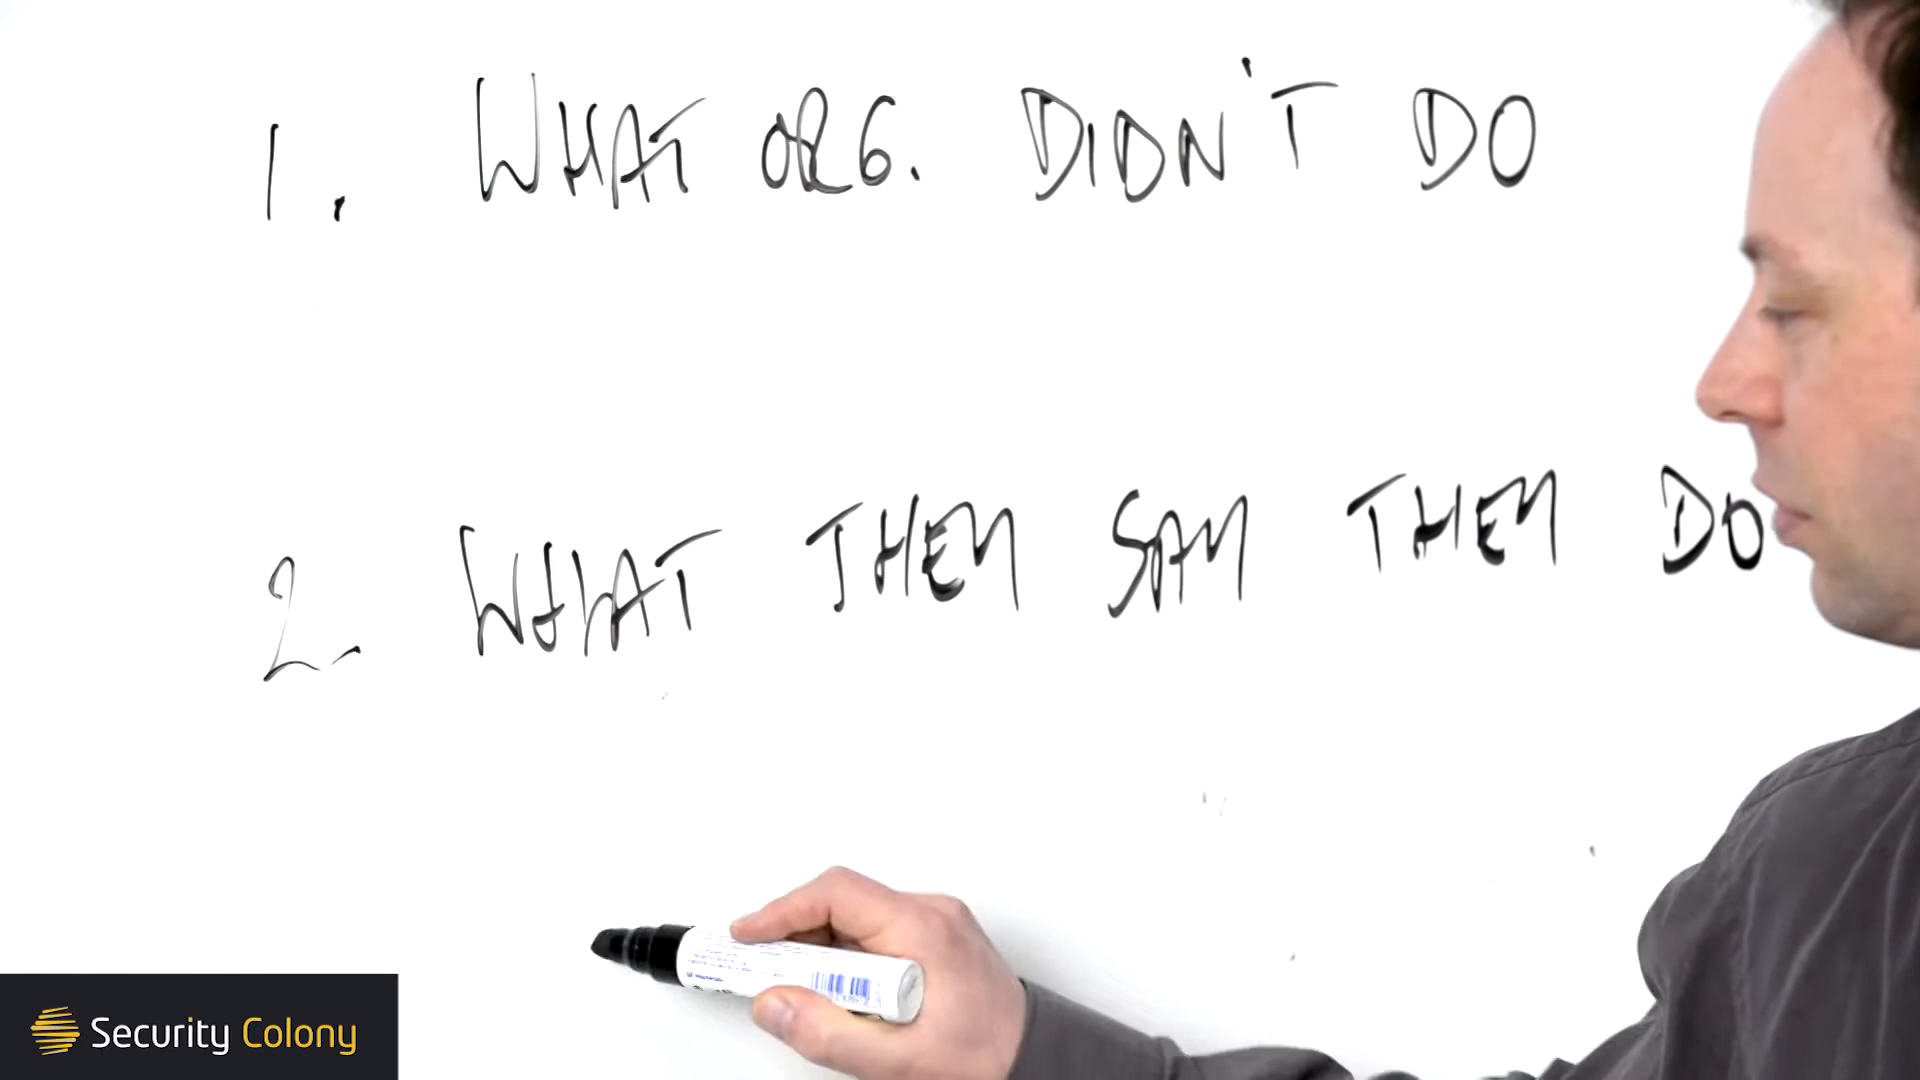 1. WHAT ORG. DIDN'T DO
2. WHAT THEY SAY THEY DO
Security Colony